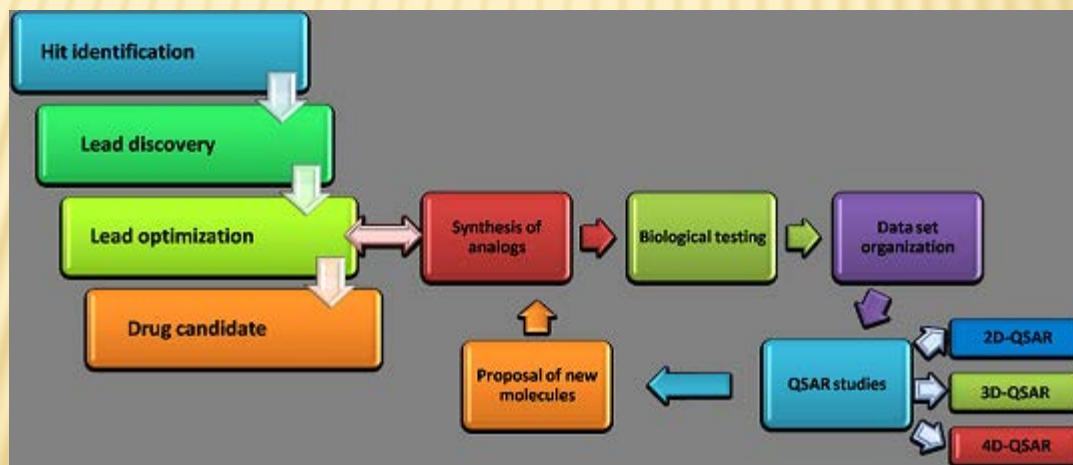 Hit identification
Lead discovery
Lead optimization
Drug candidate
Synthesis of
analogs
Biological testing
Data set
organization
Proposal of new
molecules
QSAR studies
2D-QSAR
3D-QSAR
4D-QSAR